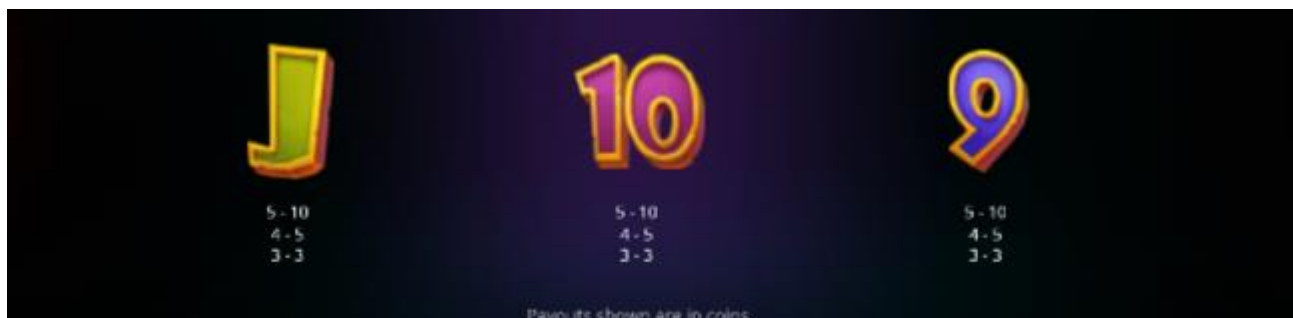 J 10 9
5 - 10 5 - 10 5 - 10
4 - 5 4 - 5 4 - 5
3 - 3 3 - 3 3 - 3
Payouts shown are in coins